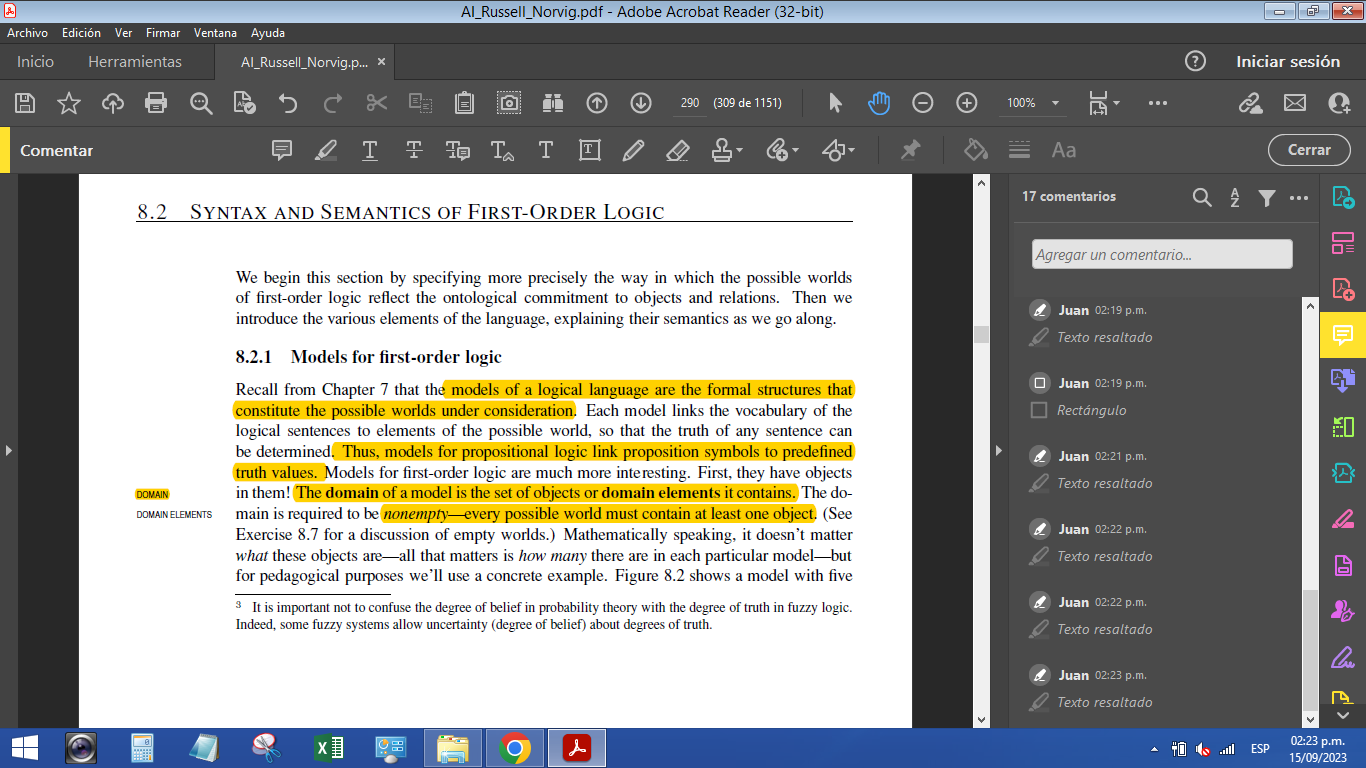 AI_Russell_Norvig.pdf - Adobe Acrobat Reader (32-bit)
Archivo Edición Ver Firmar Ventana Ayuda
Inicio Herramientas AI_Russell_Norvig.p... × Iniciar sesión
290 (309 de 1151) 100%
Comentar Cerrar
8.2 SYNTAX AND SEMANTICS OF FIRST-ORDER LOGIC
We begin this section by specifying more precisely the way in which the possible worlds
of first-order logic reflect the ontological commitment to objects and relations. Then we
introduce the various elements of the language, explaining their semantics as we go along.
8.2.1 Models for first-order logic
Recall from Chapter 7 that the models of a logical language are the formal structures that
constitute the possible worlds under consideration. Each model links the vocabulary of the
logical sentences to elements of the possible world, so that the truth of any sentence can
be determined. Thus, models for propositional logic link proposition symbols to predefined
truth values. Models for first-order logic are much more interesting. First, they have objects
in them! The domain of a model is the set of objects or domain elements it contains. The do-
DOMAIN
main is required to be nonempty—every possible world must contain at least one object. (See
DOMAIN ELEMENTS
Exercise 8.7 for a discussion of empty worlds.) Mathematically speaking, it doesn't matter
what these objects are—all that matters is how many there are in each particular model—but
for pedagogical purposes we'll use a concrete example. Figure 8.2 shows a model with five
3 It is important not to confuse the degree of belief in probability theory with the degree of truth in fuzzy logic.
Indeed, some fuzzy systems allow uncertainty (degree of belief) about degrees of truth.
17 comentarios
Agregar un comentario...
Juan 02:19 p.m.
Texto resaltado
Juan 02:19 p.m.
Rectángulo
Juan 02:21 p.m.
Texto resaltado
Juan 02:22 p.m.
Texto resaltado
Juan 02:22 p.m.
Texto resaltado
Juan 02:23 p.m.
Texto resaltado
ESP
02:23 p.m.
15/09/2023